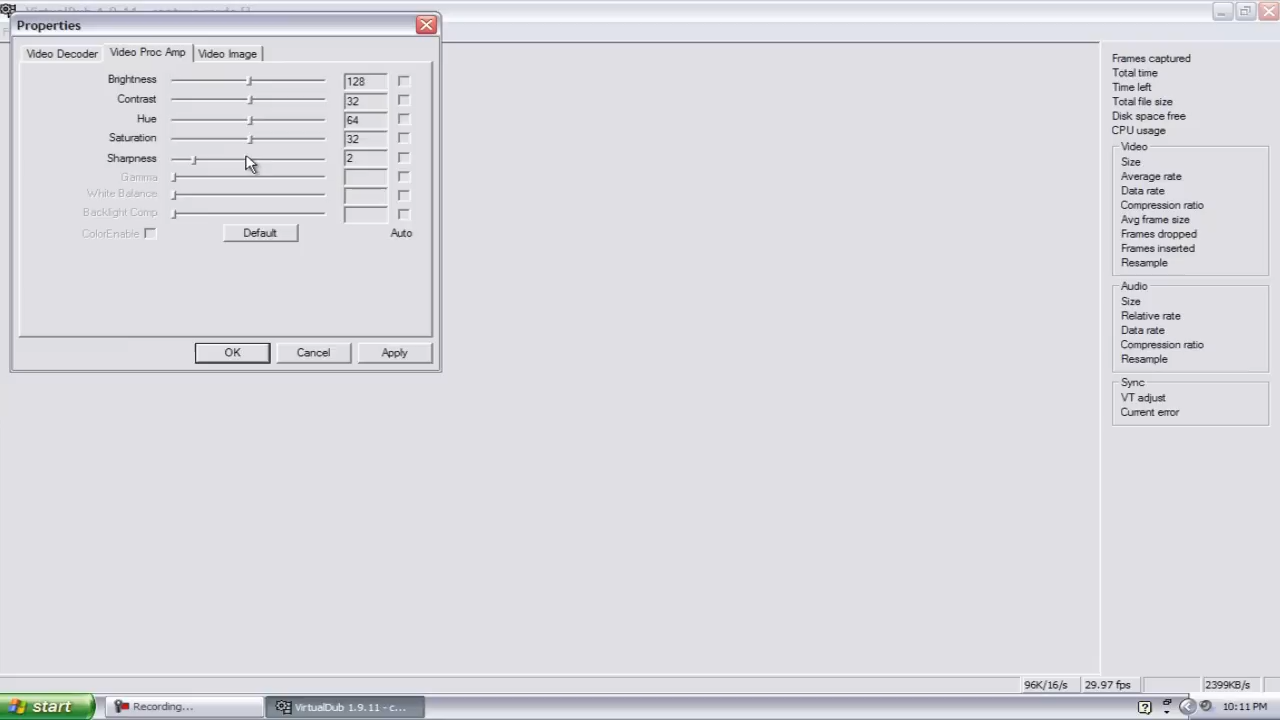 Properties
Video Decoder
Video Proc Amp
Video Image
Brightness 128
Contrast 32
Hue 64
Saturation 32
Sharpness 2
Gamma
White Balance
Backlight Comp
ColorEnable
Default
Auto
OK
Cancel
Apply
Frames captured
Total time
Time left
Total file size
Disk space free
CPU usage
Video
Size
Average rate
Data rate
Compression ratio
Avg frame size
Frames dropped
Frames inserted
Resample
Audio
Size
Relative rate
Data rate
Compression ratio
Resample
Sync
VT adjust
Current error
96K/16/s
29.97 fps
2399KB/s
start
Recording...
VirtualDub 1.9.11 - c...
10:11 PM